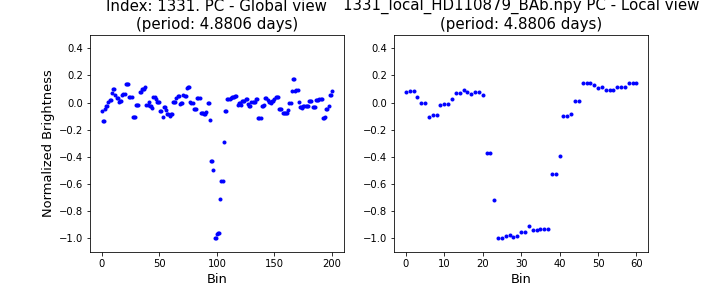 Index: 1331. PC - Global view
(period: 4.8806 days)
1331_local_HD110879_BAb.npy PC - Local view
(period: 4.8806 days)
Normalized Brightness
0.4
0.2
0.0
−0.2
−0.4
−0.6
−0.8
−1.0
0 50 100 150 200
Bin
0.4
0.2
0.0
−0.2
−0.4
−0.6
−0.8
−1.0
0 10 20 30 40 50 60
Bin